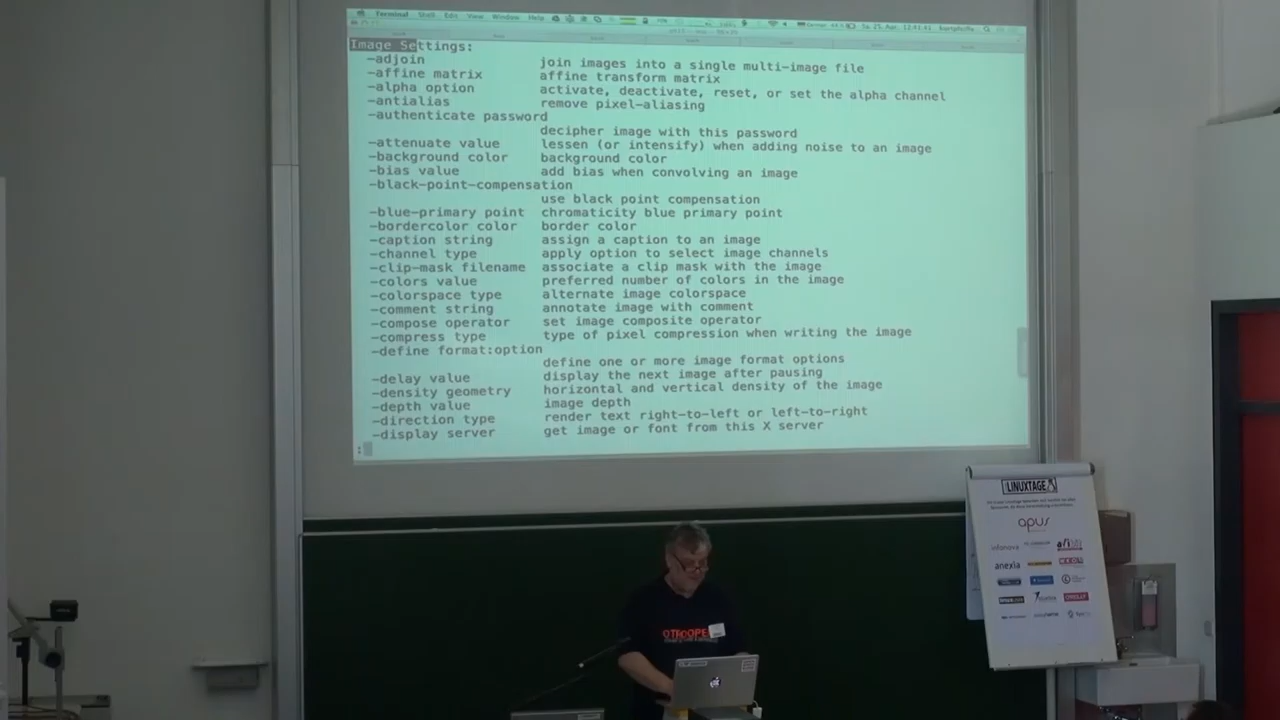 Terminal Shell Edit View Window Help
Image Settings:
-adjoin join images into a single multi-image file
-affine matrix affine transform matrix
-alpha option activate, deactivate, reset, or set the alpha channel
-antialias remove pixel-aliasing
-authenticate password
decipher image with this password
-attenuate value lessen (or intensify) when adding noise to an image
-background color background color
-bias value add bias when convolving an image
-black-point-compensation
use black point compensation
-blue-primary point chromaticity blue primary point
-bordercolor color border color
-caption string assign a caption to an image
-channel type apply option to select image channels
-clip-mask filename associate a clip mask with the image
-colors value preferred number of colors in the image
-colorspace type alternate image colorspace
-comment string annotate image with comment
-compose operator set image composite operator
-compress type type of pixel compression when writing the image
-define format:option
define one or more image format options
-delay value display the next image after pausing
-density geometry horizontal and vertical density of the image
-depth value image depth
-direction type render text right-to-left or left-to-right
-display server get image or font from this X server
:
LINUXTAGE
apus
infonova
anexia